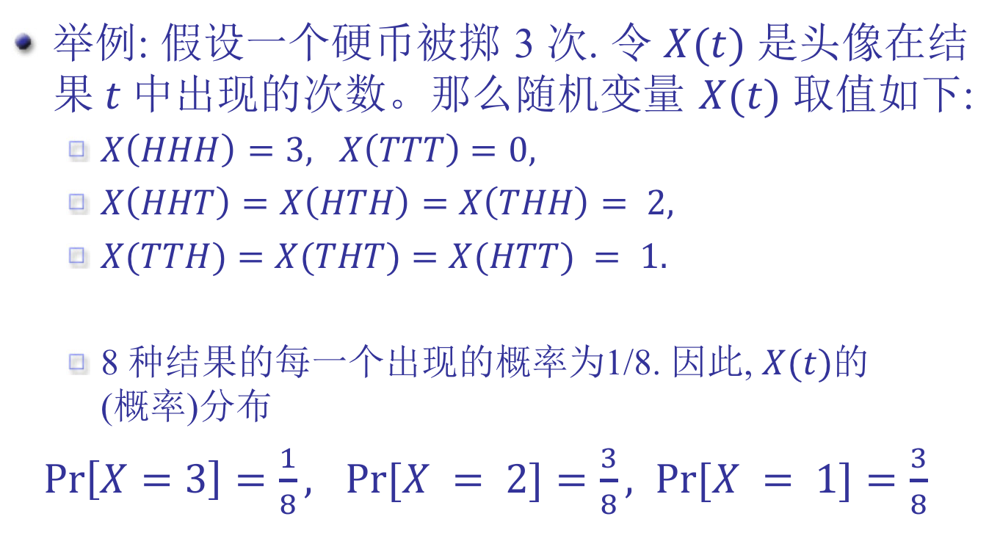 举例: 假设一个硬币被掷 3 次. 令 X(t) 是头像在结
果 t 中出现的次数。那么随机变量 X(t) 取值如下:
X(HHH) = 3, X(TTT) = 0,
X(HHT) = X(HTH) = X(THH) = 2,
X(TTH) = X(THT) = X(HTT) = 1.
8 种结果的每一个出现的概率为1/8. 因此, X(t)的
(概率)分布
Pr[X = 3] = 1/8, Pr[X = 2] = 3/8, Pr[X = 1] = 3/8